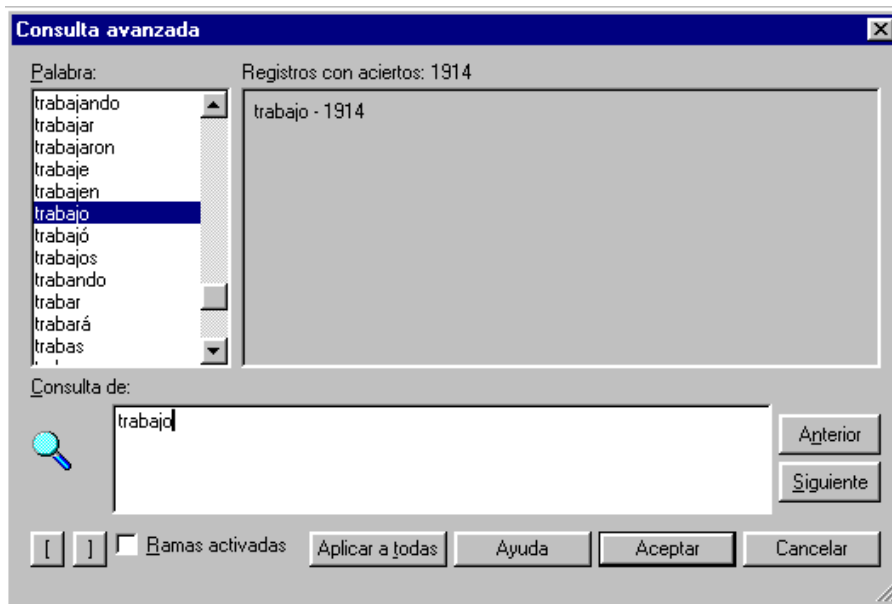 Consulta avanzada
Palabra:
Registros con aciertos: 1914
trabajando
trabajar
trabajaron
trabaje
trabajen
trabajo
trabajó
trabajos
trabando
trabar
trabará
trabas
trabajo - 1914
Consulta de:
trabajo
Anterior
Siguiente
[ ] Ramas activadas Aplicar a todas Ayuda Aceptar Cancelar